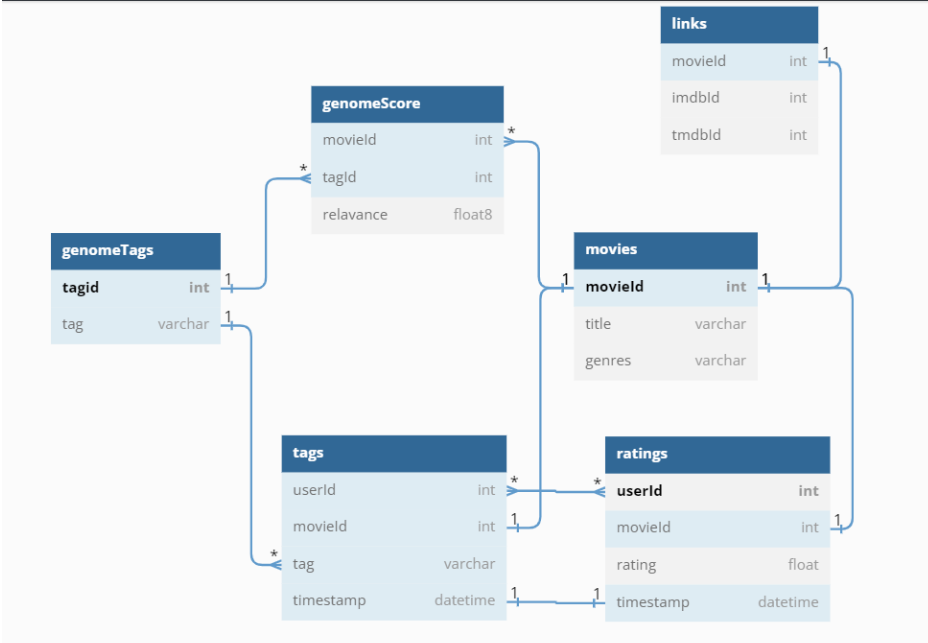 links
movieId int
imdbId int
tmdbId int
1
genomeScore
movieId int
tagId int
relavance float8
*
*
genomeTags
tagid int
tag varchar
1
1
movies
movieId int
title varchar
genres varchar
1
1
tags
userId int
movieId int
tag varchar
timestamp datetime
*
1
*
1
ratings
userId int
movieId int
rating float
timestamp datetime
*
1
1